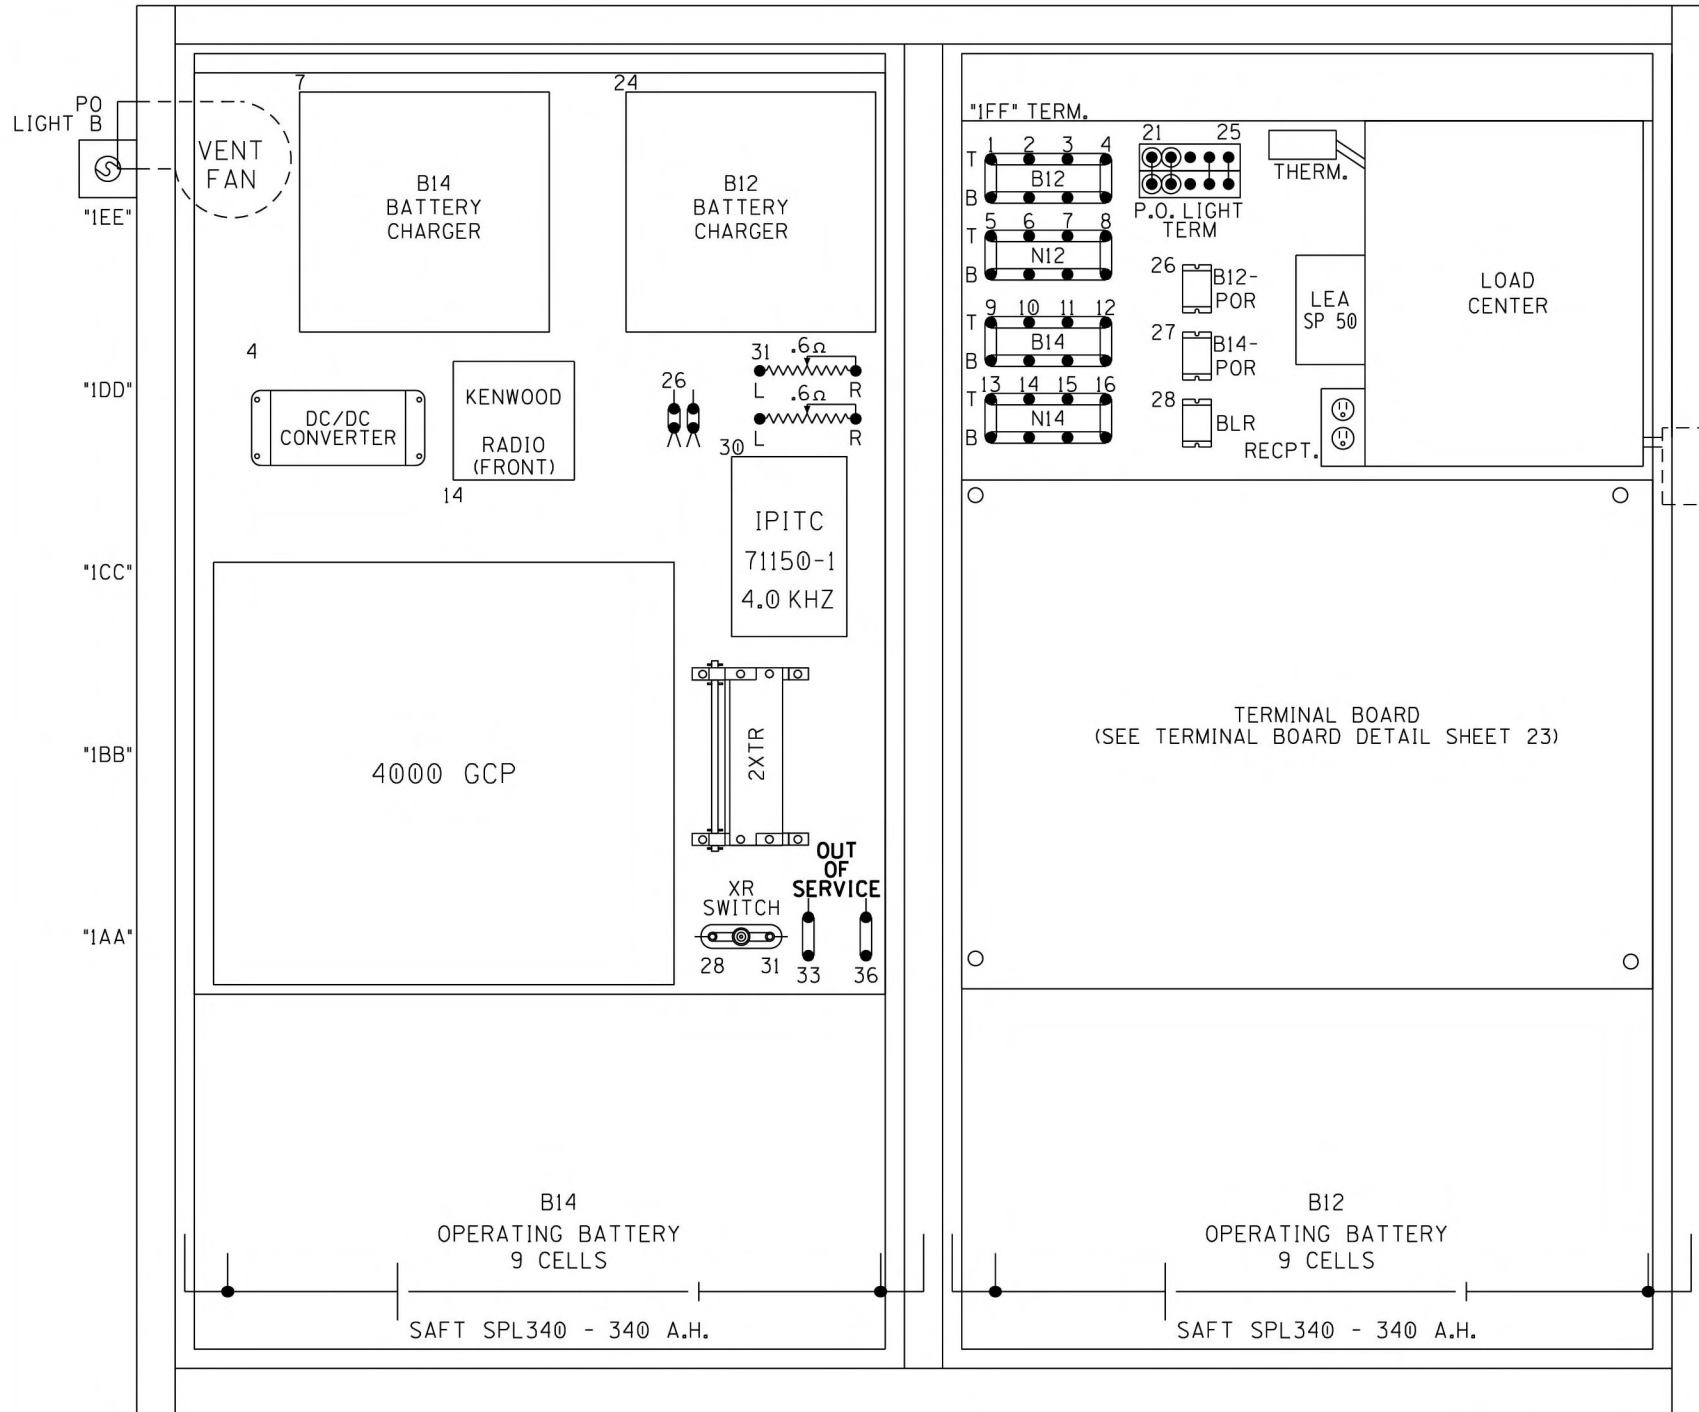 PO
LIGHT B
"1EE"
"1DD"
"1CC"
"1BB"
"1AA"
VENT
FAN
7
B14
BATTERY
CHARGER
24
B12
BATTERY
CHARGER
4
DC/DC
CONVERTER
KENWOOD
RADIO
(FRONT)
14
26
31 .6Ω
L R
.6Ω
L R
30
IPITC
71150-1
4.0 KHZ
4000 GCP
2XTR
OUT
OF
SERVICE
XR
SWITCH
28 31 33 36
B14
OPERATING BATTERY
9 CELLS
SAFT SPL340 - 340 A.H.
"1FF" TERM.
1 2 3 4
T
B12
B
5 6 7 8
T
N12
B
9 10 11 12
T
B14
B
13 14 15 16
T
N14
B
21 25
P.O. LIGHT
TERM
THERM.
26 B12-
POR
27 B14-
POR
28 BLR
LEA
SP 50
RECPT.
LOAD
CENTER
TERMINAL BOARD
(SEE TERMINAL BOARD DETAIL SHEET 23)
B12
OPERATING BATTERY
9 CELLS
SAFT SPL340 - 340 A.H.